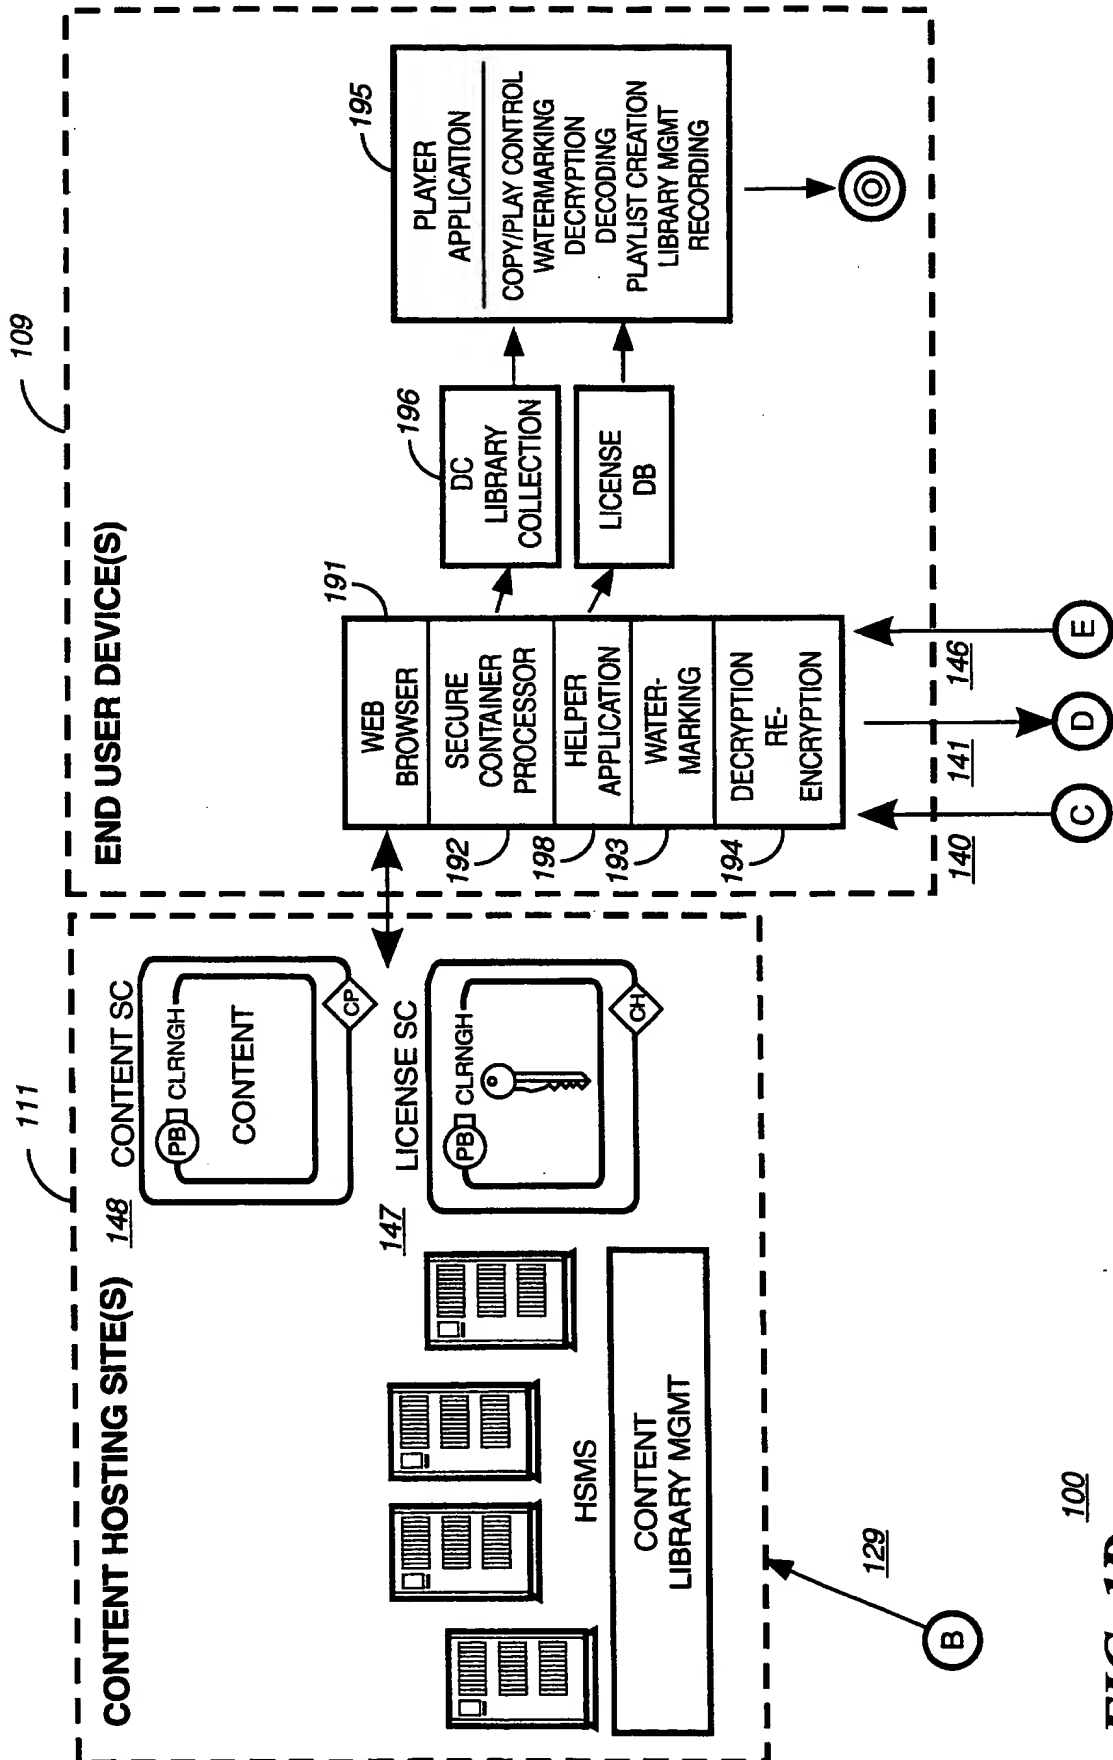 111
CONTENT HOSTING SITE(S)
148
CONTENT SC
PB
CLRNGH
CONTENT
CP
147
LICENSE SC
PB
CLRNGH
CH
HSMS
CONTENT
LIBRARY MGMT
129
B
100
109
END USER DEVICE(S)
191
WEB
BROWSER
SECURE
CONTAINER
PROCESSOR
HELPER
APPLICATION
WATER-
MARKING
DECRYPTION
RE-
ENCRYPTION
192
198
193
194
196
DC
LIBRARY
COLLECTION
LICENSE
DB
195
PLAYER
APPLICATION
COPY/PLAY CONTROL
WATERMARKING
DECRYPTION
DECODING
PLAYLIST CREATION
LIBRARY MGMT
RECORDING
140
141
146
C
D
E